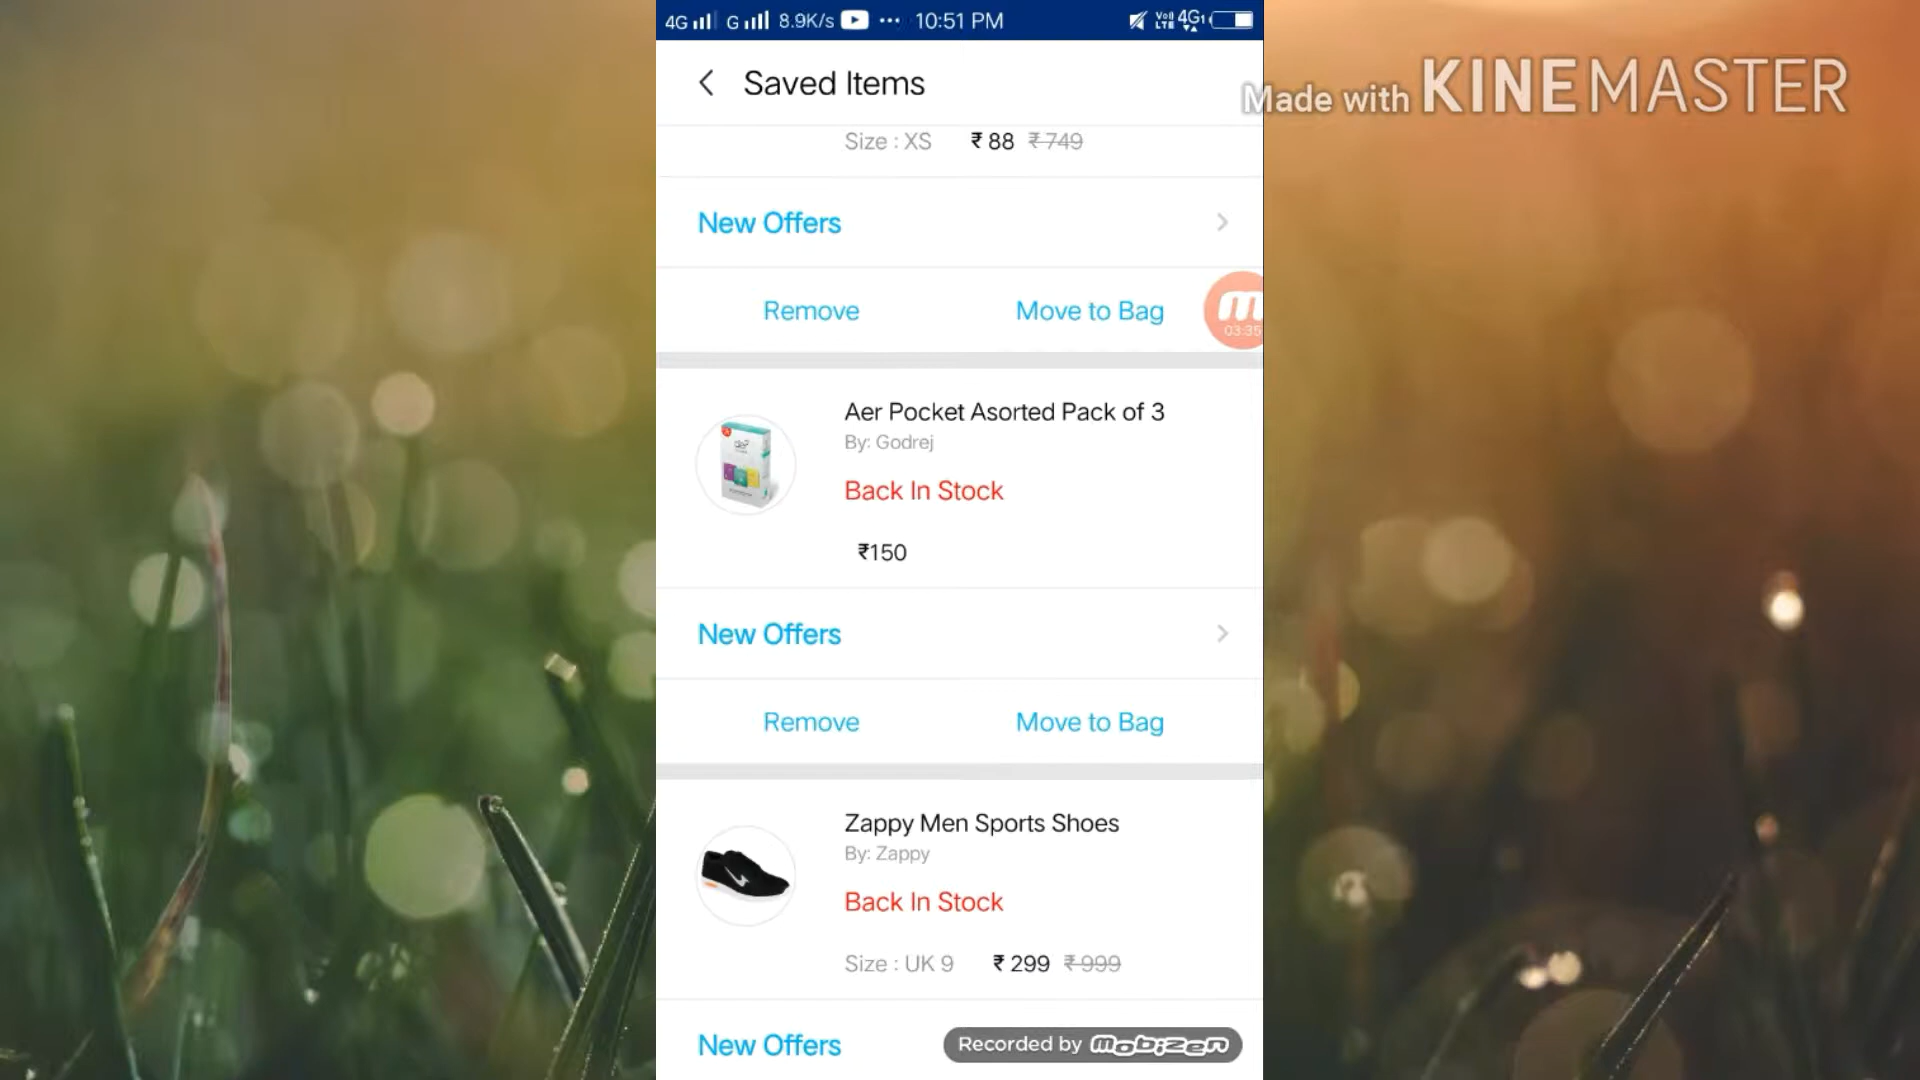 4G G 8.9K/s ... 10:51 PM VoI) LTE 4G1
Saved Items
Made with KINEMASTER
Size : XS ₹ 88 ₹ 749
New Offers
Remove Move to Bag
m
03:35
Aer Pocket Asorted Pack of 3
By: Godrej
Back In Stock
₹150
New Offers
Remove Move to Bag
Zappy Men Sports Shoes
By: Zappy
Back In Stock
Size : UK 9 ₹ 299 ₹ 999
New Offers
Recorded by mobizen